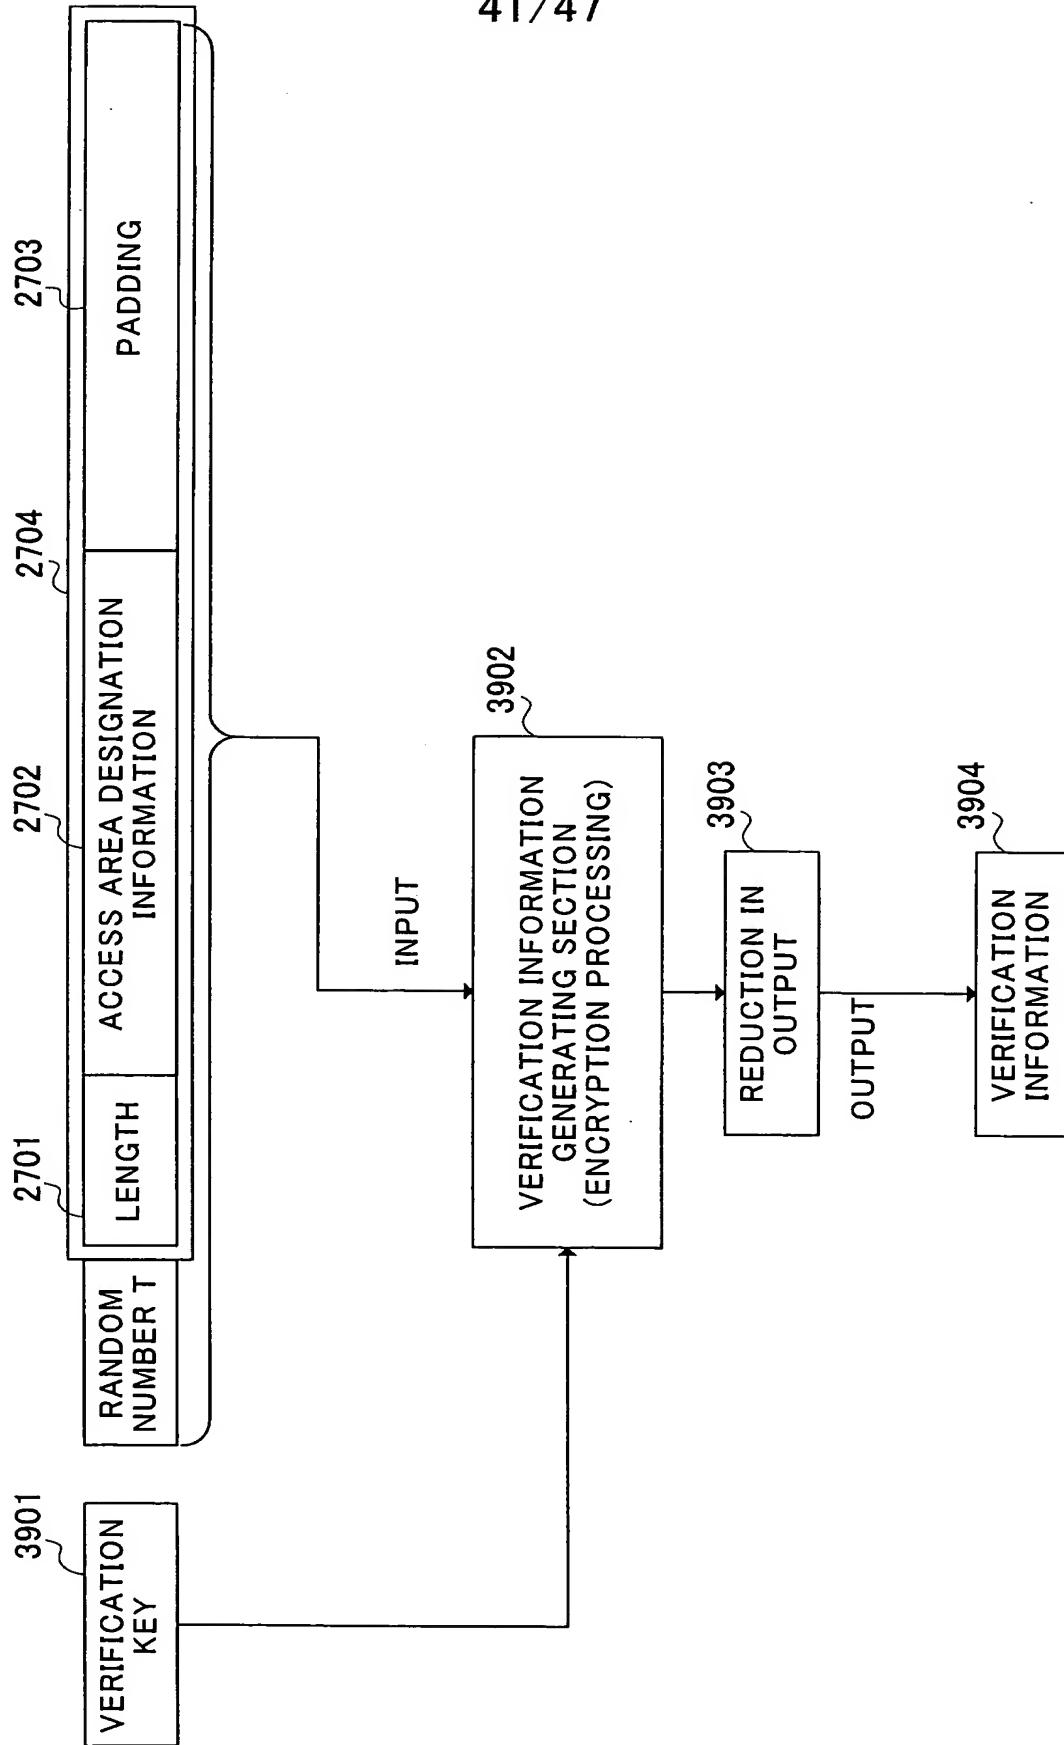 41/47
3901
VERIFICATION
KEY
RANDOM
NUMBER T
2701
LENGTH
2702
ACCESS AREA DESIGNATION
INFORMATION
2704
2703
PADDING
INPUT
3902
VERIFICATION INFORMATION
GENERATING SECTION
(ENCRYPTION PROCESSING)
3903
REDUCTION IN
OUTPUT
OUTPUT
3904
VERIFICATION
INFORMATION